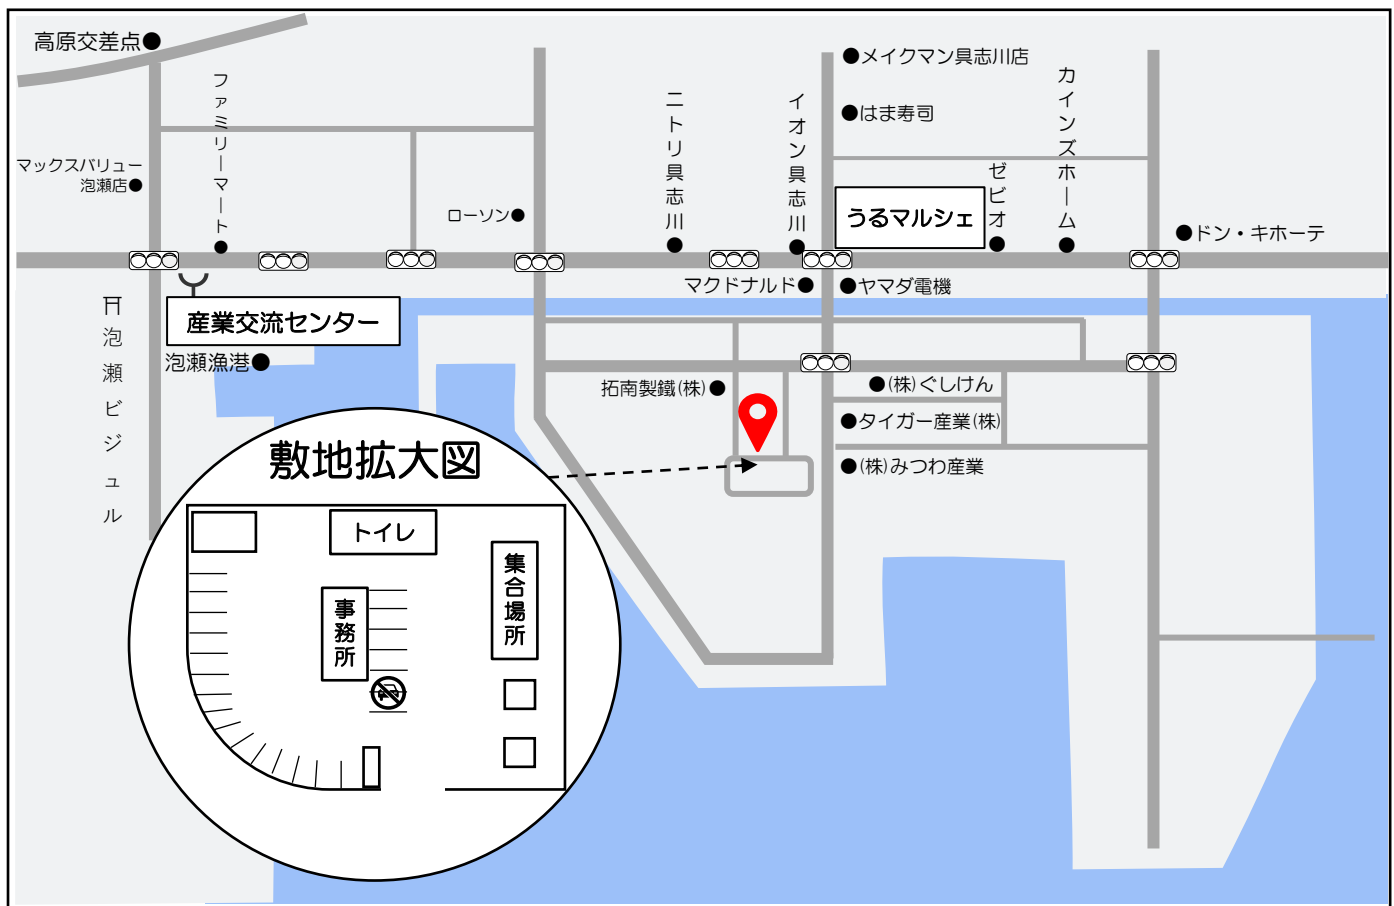 高原交差点
メイクマン具志川店
はま寿司
ファミリーマート
マックスバリュー
泡瀬店
ローソン
ニトリ具志川
イオン具志川
カインズホーム
ゼビオ
うるマルシェ
ドン・キホーテ
マクドナルド
ヤマダ電機
産業交流センター
泡瀬漁港
泡瀬ビジュル
拓南製鐵(株)
(株)ぐしけん
タイガー産業(株)
(株)みつわ産業
敷地拡大図
トイレ
集合場所
事務所